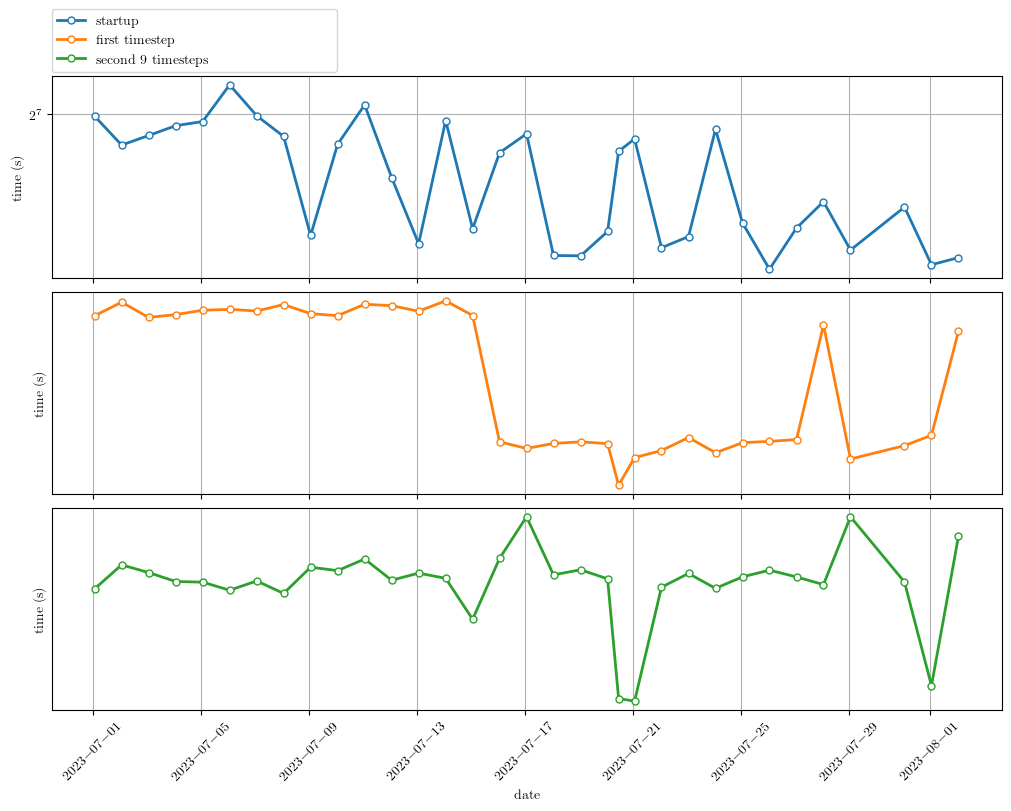 startup
first timestep
second 9 timesteps
2^7
time (s)
time (s)
time (s)
2023−07−01
2023−07−05
2023−07−09
2023−07−13
2023−07−17
2023−07−21
2023−07−25
2023−07−29
2023−08−01
date